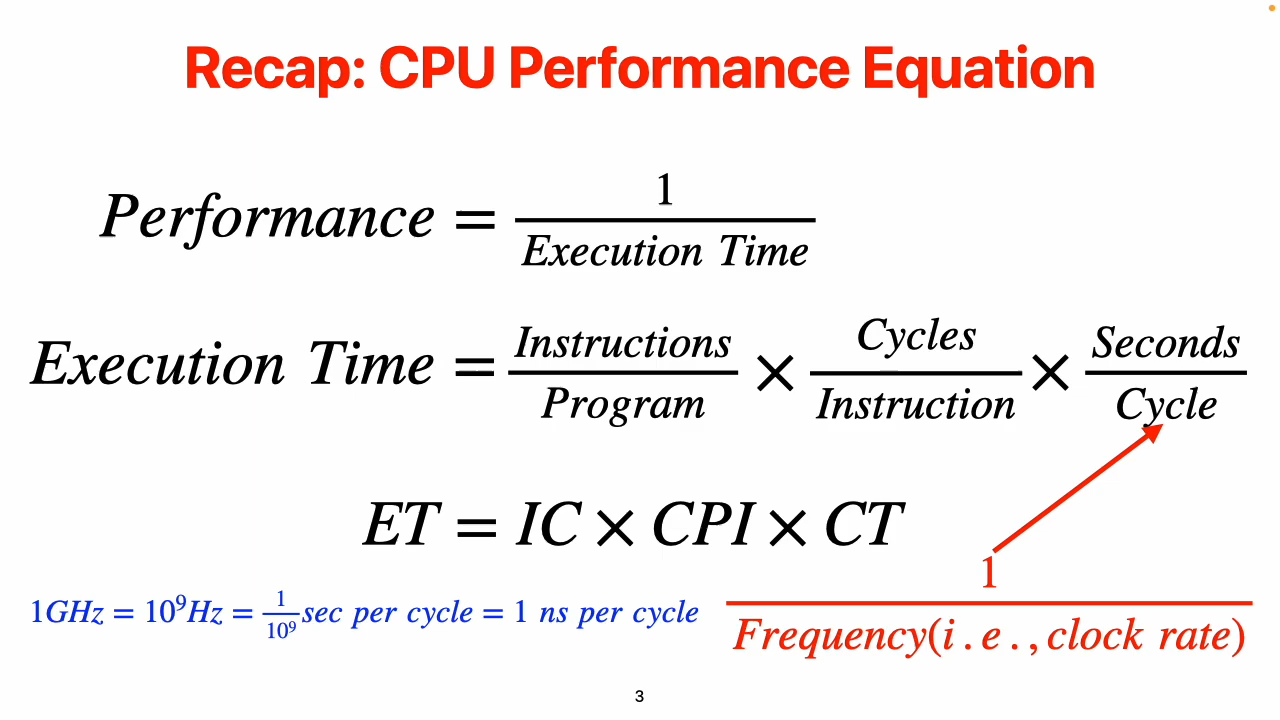 Recap: CPU Performance Equation
Performance = 1 / Execution Time
Execution Time = Instructions / Program × Cycles / Instruction × Seconds / Cycle
ET = IC × CPI × CT
1GHz = 10⁹Hz = 1 / 10⁹ sec per cycle = 1 ns per cycle
1 / Frequency(i.e., clock rate)
3